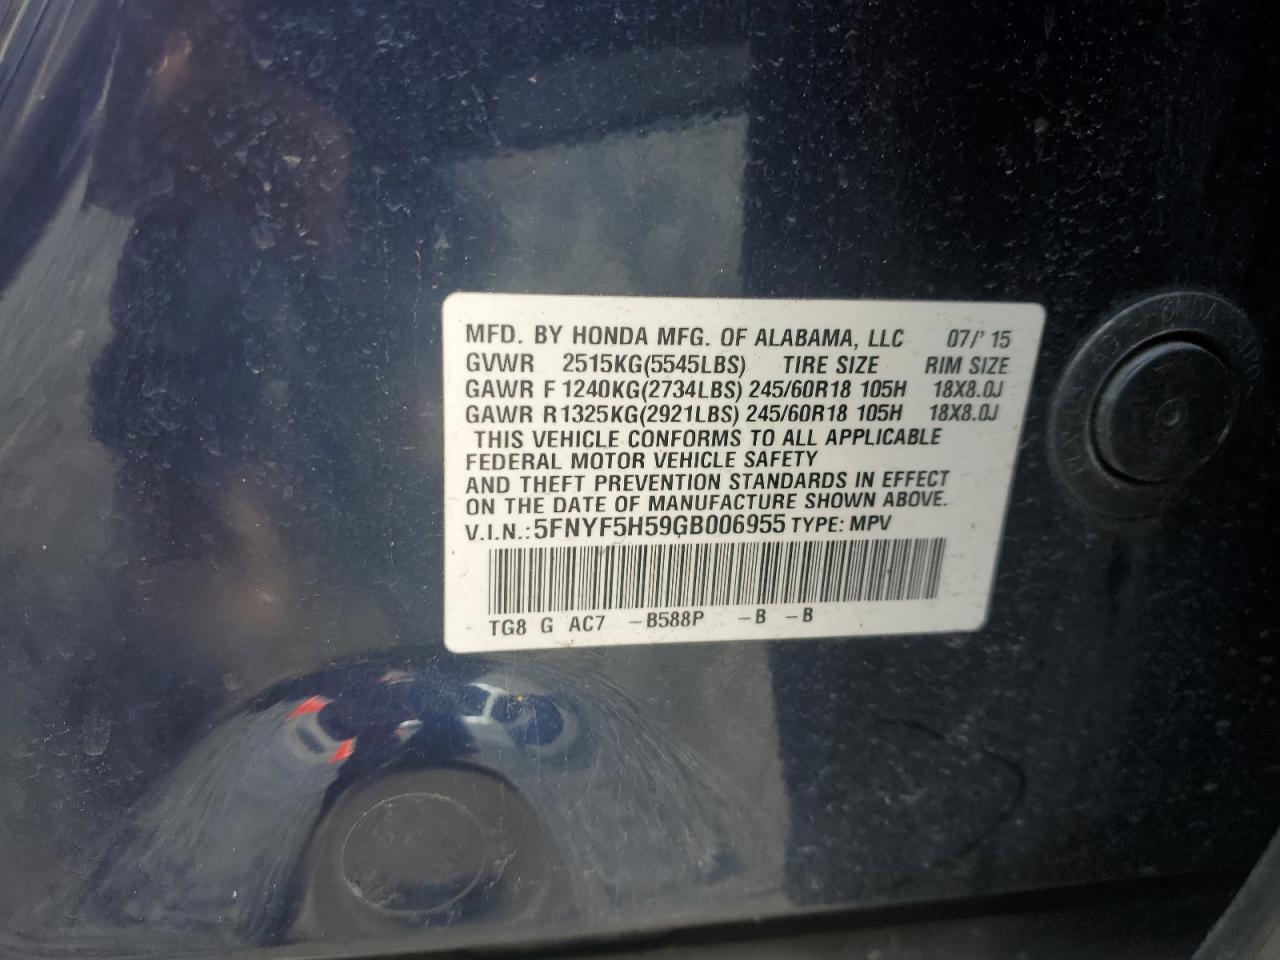 MFD. BY HONDA MFG. OF ALABAMA, LLC 07/'15
GVWR 2515KG(5545LBS) TIRE SIZE RIM SIZE
GAWR F 1240KG(2734LBS) 245/60R18 105H 18X8.0J
GAWR R1325KG(2921LBS) 245/60R18 105H 18X8.0J
THIS VEHICLE CONFORMS TO ALL APPLICABLE
FEDERAL MOTOR VEHICLE SAFETY
AND THEFT PREVENTION STANDARDS IN EFFECT
ON THE DATE OF MANUFACTURE SHOWN ABOVE.
V.I.N.:5FNYF5H59GB006955 TYPE: MPV
TG8 G AC7 -B588P -B -B